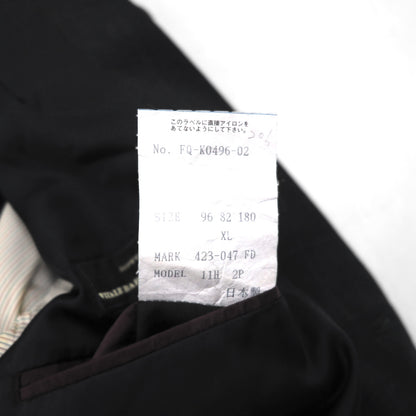 このラベルに直接アイロンを
あてないようにして下さい。
No. FQ-K0496-02
SIZE 96 82 180
XL
MARK 423-047 FD
MODEL 11H 2P
日本製